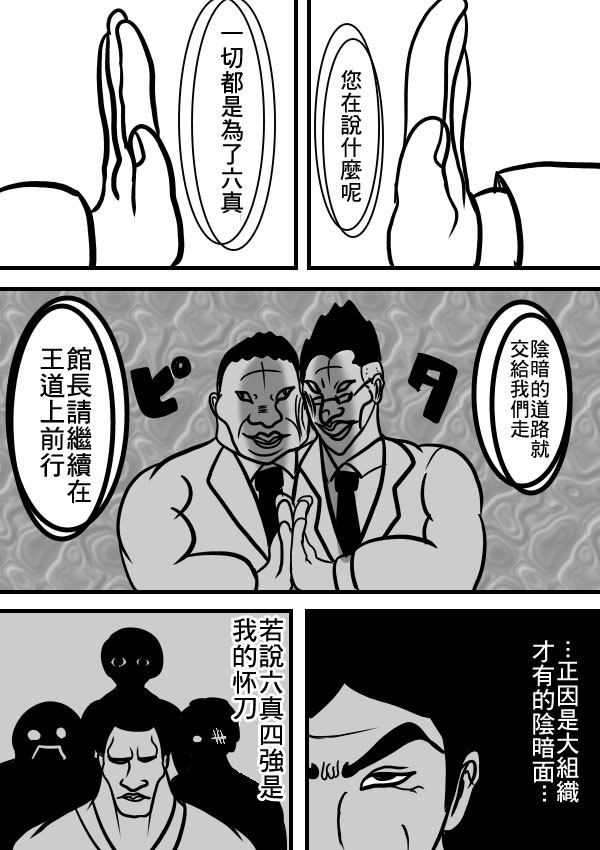 您在說什麼呢
一切都是為了六真
陰暗的道路就
交給我們走
ピタ
館長請繼續在
王道上前行
…正因是大組織
才有的陰暗面…
若說六真四強是
我的怀刀